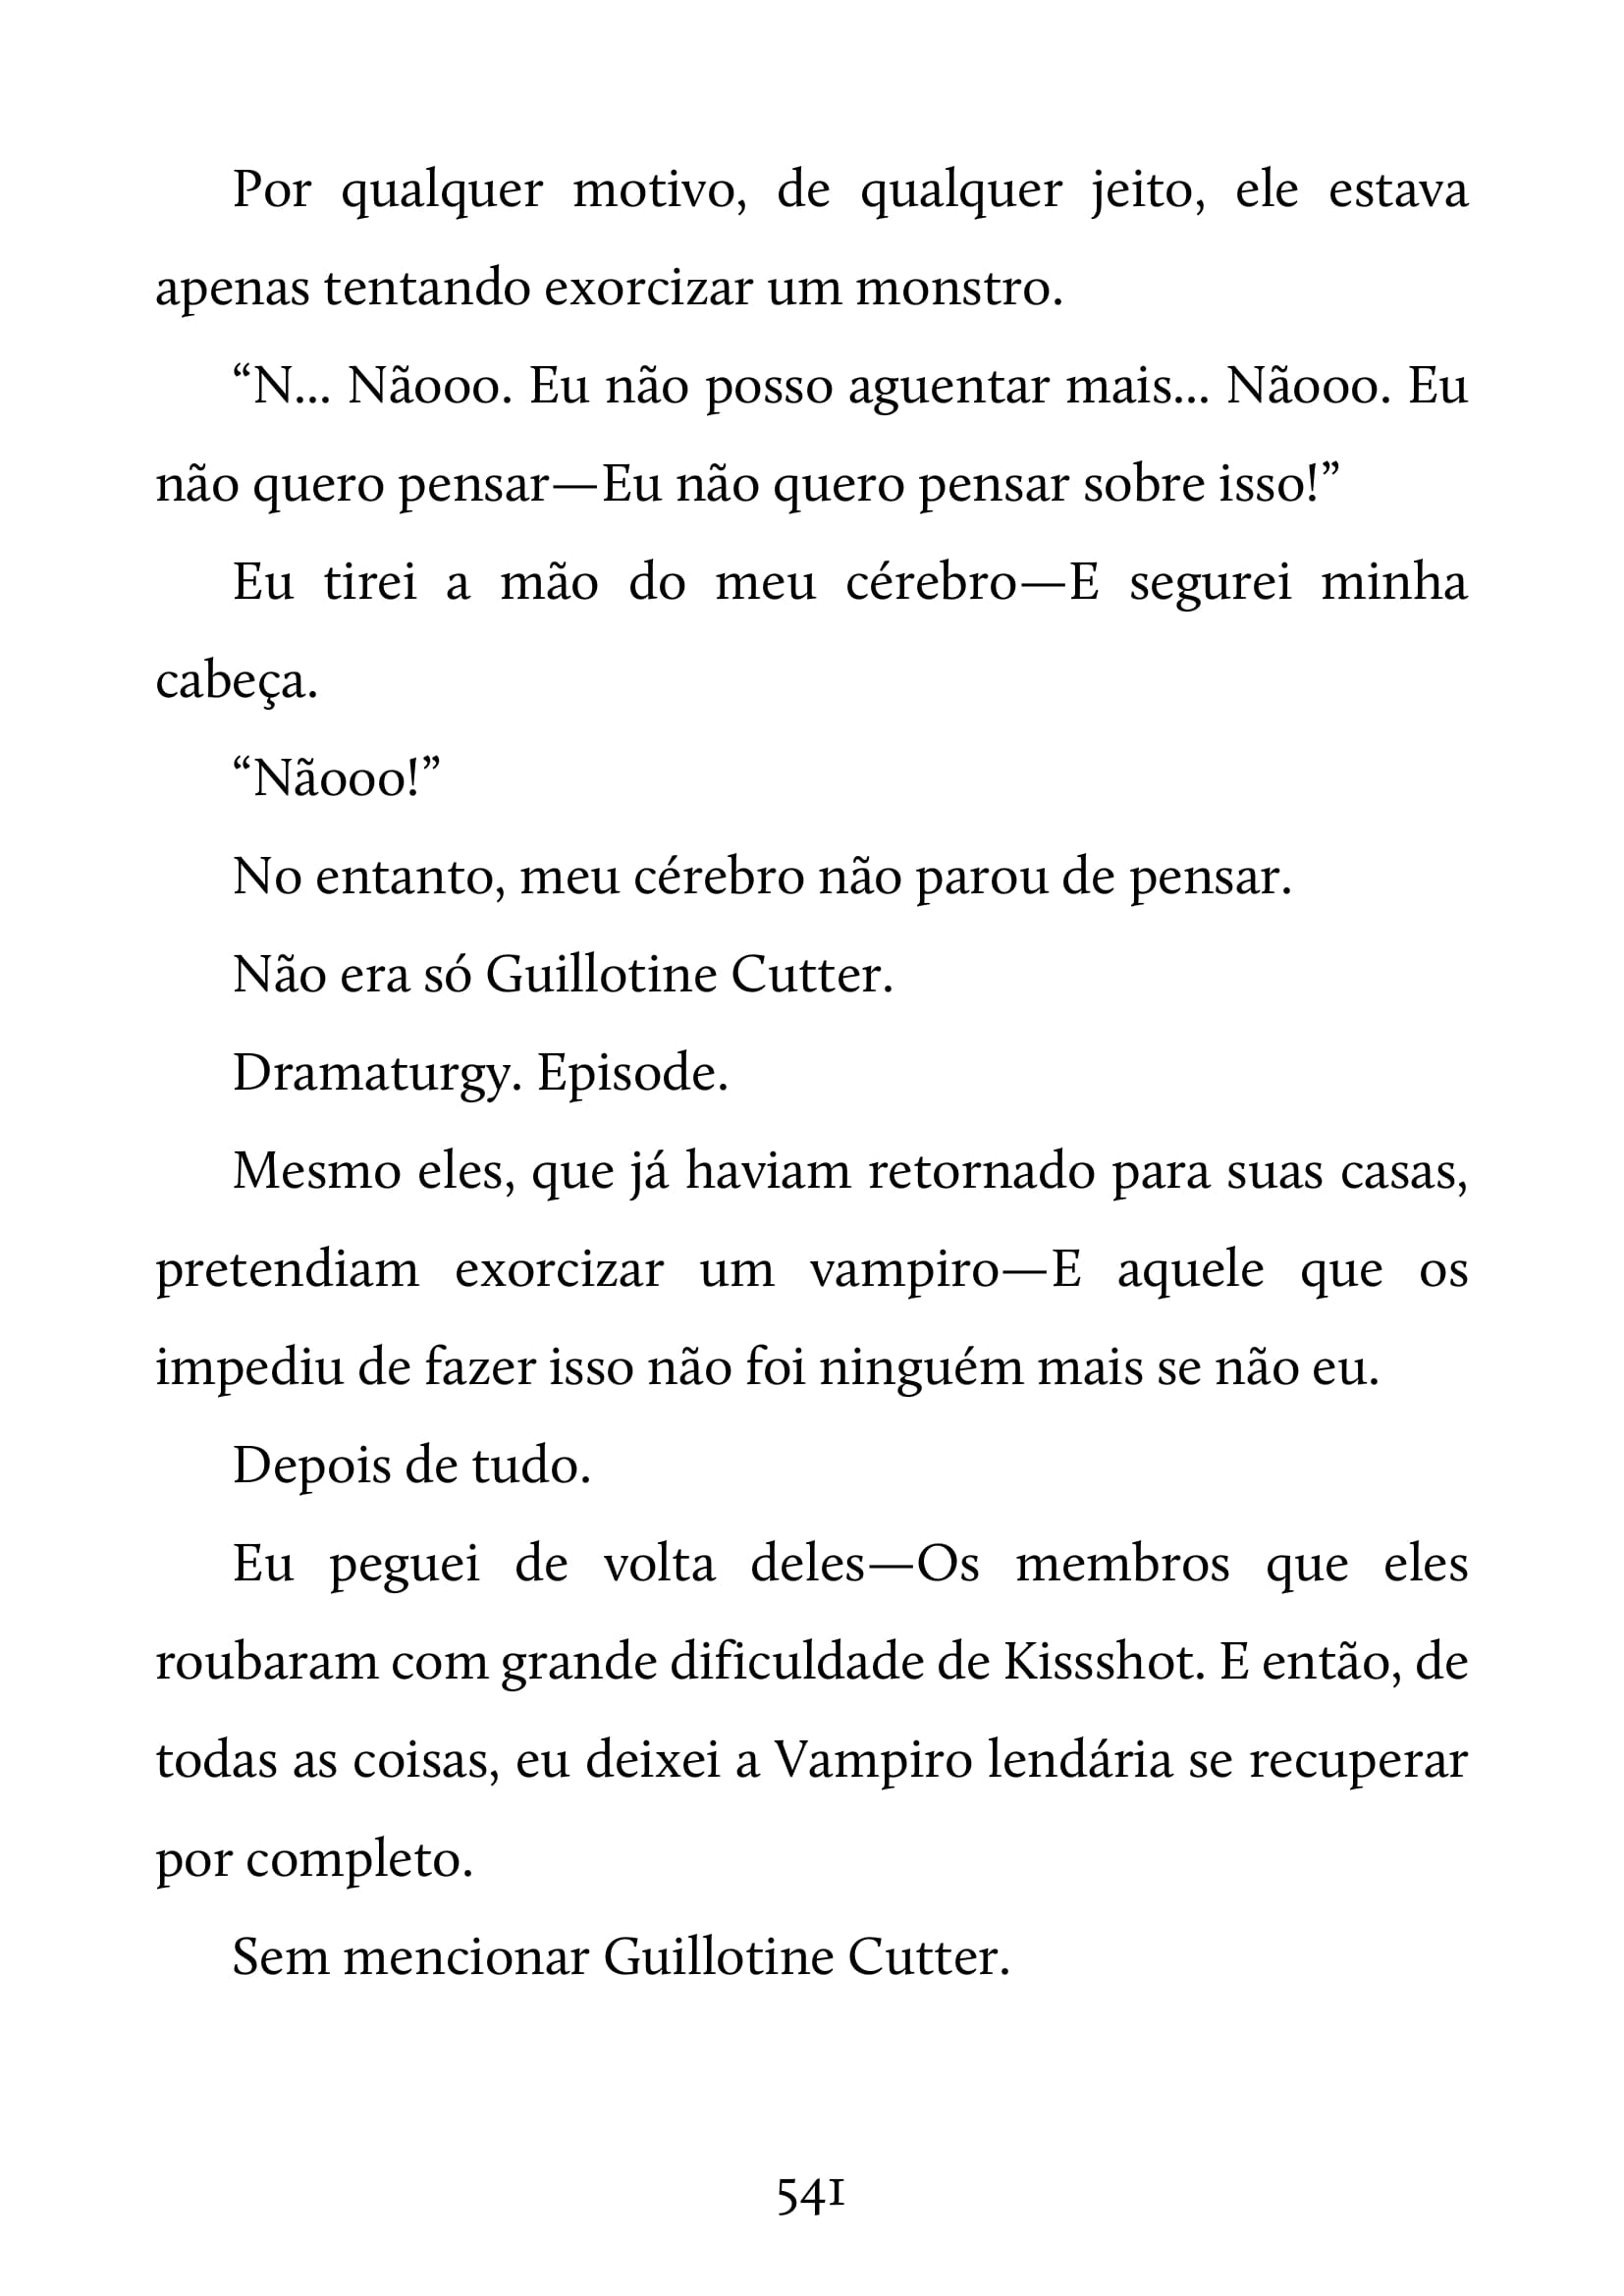 Por qualquer motivo, de qualquer jeito, ele estava
apenas tentando exorcizar um monstro.
“N... Nãooo. Eu não posso aguentar mais... Nãooo. Eu
não quero pensar—Eu não quero pensar sobre isso!”
Eu tirei a mão do meu cérebro—E segurei minha
cabeça.
“Nãooo!”
No entanto, meu cérebro não parou de pensar.
Não era só Guillotine Cutter.
Dramaturgy. Episode.
Mesmo eles, que já haviam retornado para suas casas,
pretendiam exorcizar um vampiro—E aquele que os
impediu de fazer isso não foi ninguém mais se não eu.
Depois de tudo.
Eu peguei de volta deles—Os membros que eles
roubaram com grande dificuldade de Kissshot. E então, de
todas as coisas, eu deixei a Vampiro lendária se recuperar
por completo.
Sem mencionar Guillotine Cutter.
541